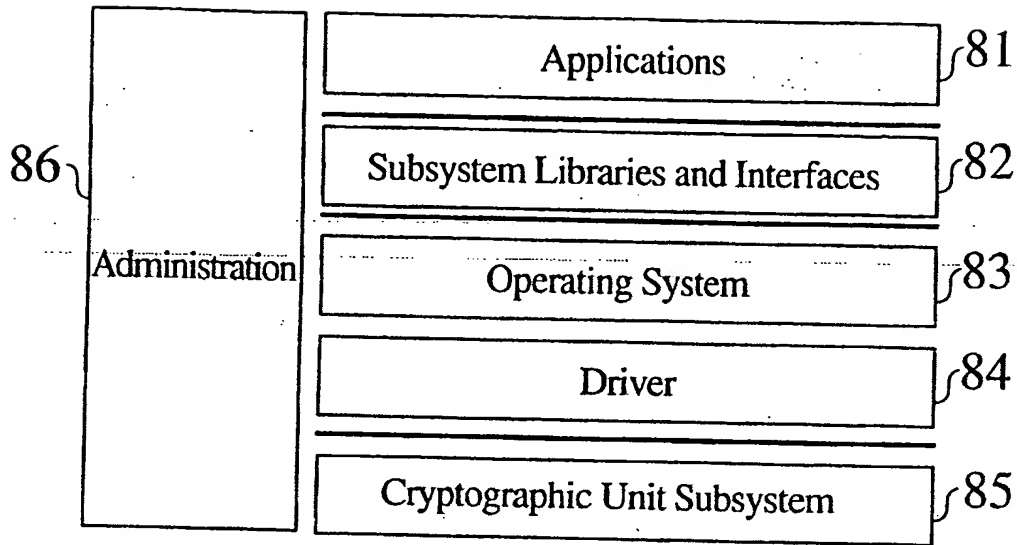 Applications 81
86 Subsystem Libraries and Interfaces 82
Administration Operating System 83
Driver 84
Cryptographic Unit Subsystem 85